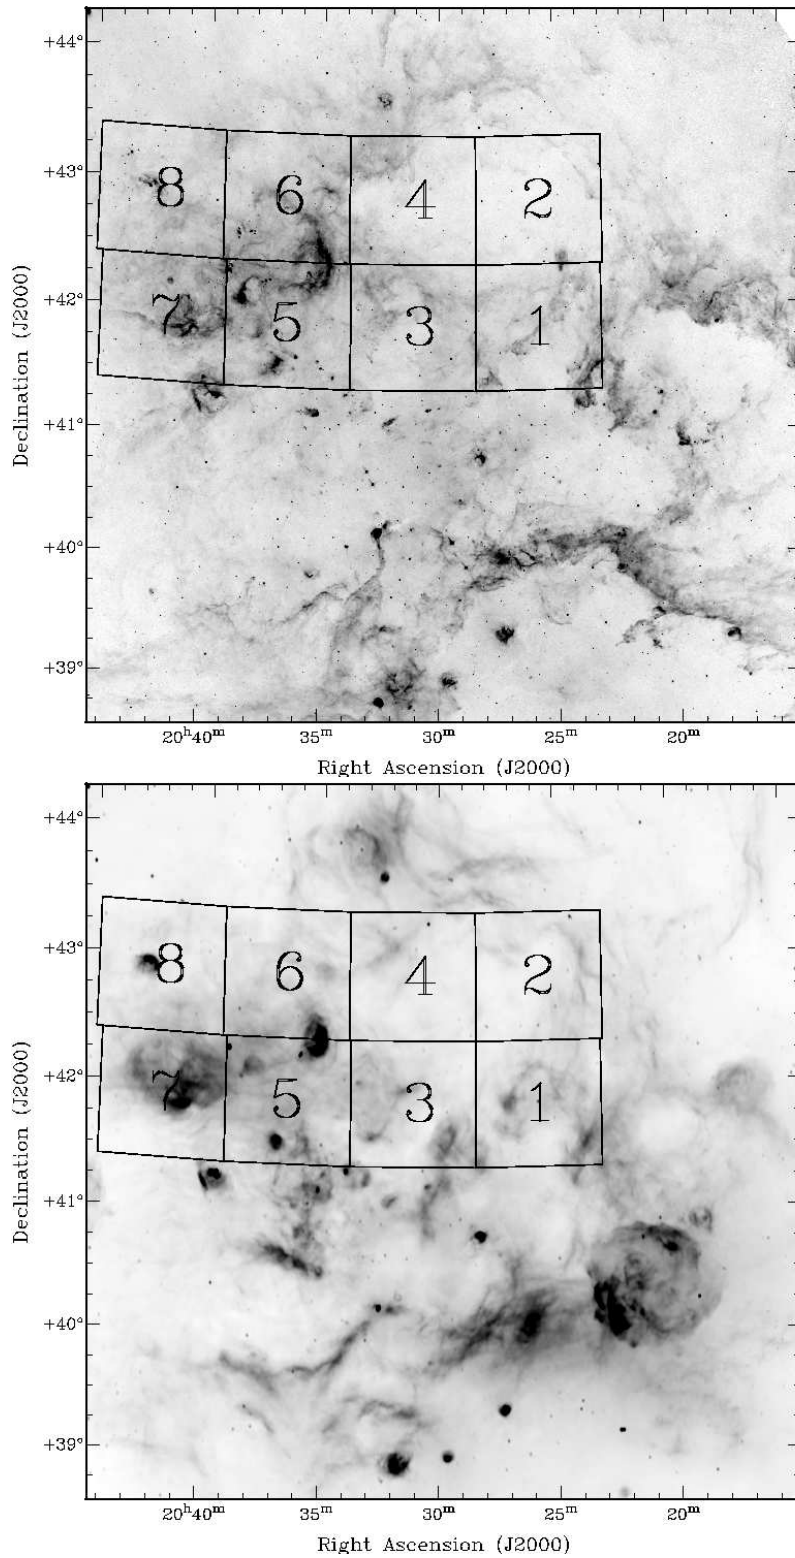 +44°
+43°
+42°
+41°
+40°
+39°
Declination (J2000)
8 6 4 2
7 5 3 1
20ʰ40ᵐ 35ᵐ 30ᵐ 25ᵐ 20ᵐ
Right Ascension (J2000)
+44°
+43°
+42°
+41°
+40°
+39°
Declination (J2000)
8 6 4 2
7 5 3 1
20ʰ40ᵐ 35ᵐ 30ᵐ 25ᵐ 20ᵐ
Right Ascension (J2000)